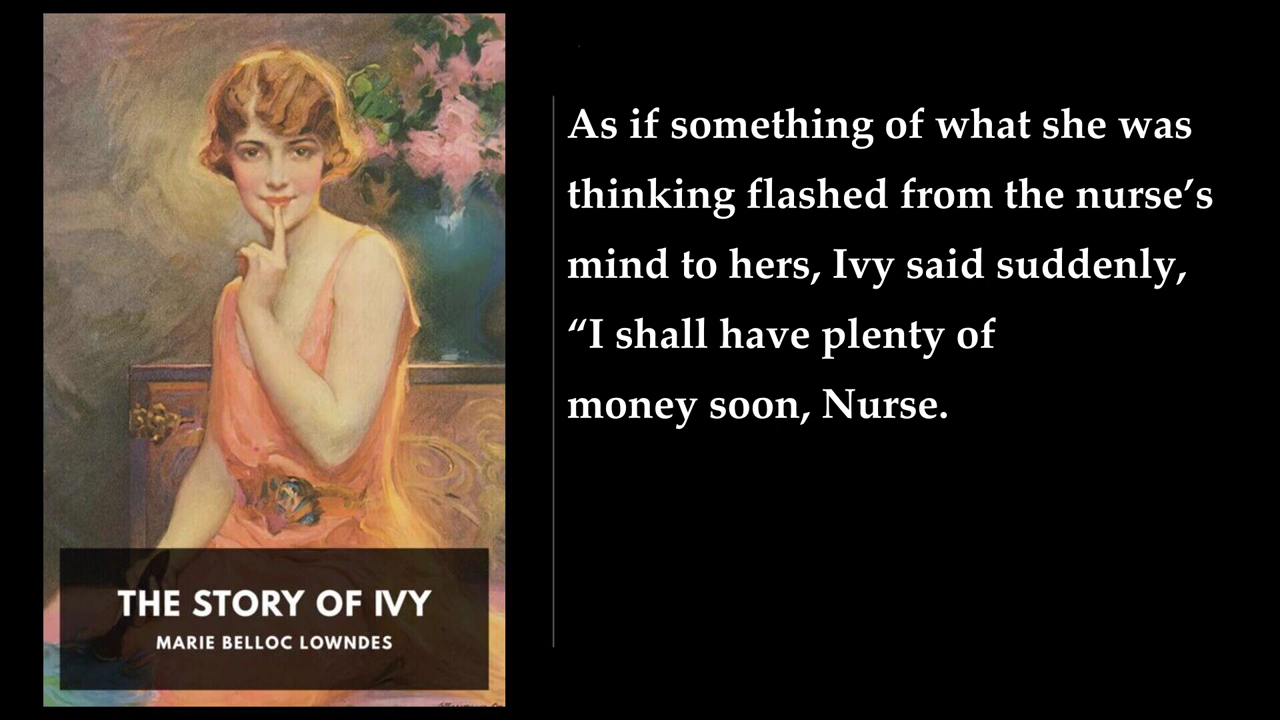 THE STORY OF IVY
MARIE BELLOC LOWNDES
As if something of what she was
thinking flashed from the nurse’s
mind to hers, Ivy said suddenly,
“I shall have plenty of
money soon, Nurse.